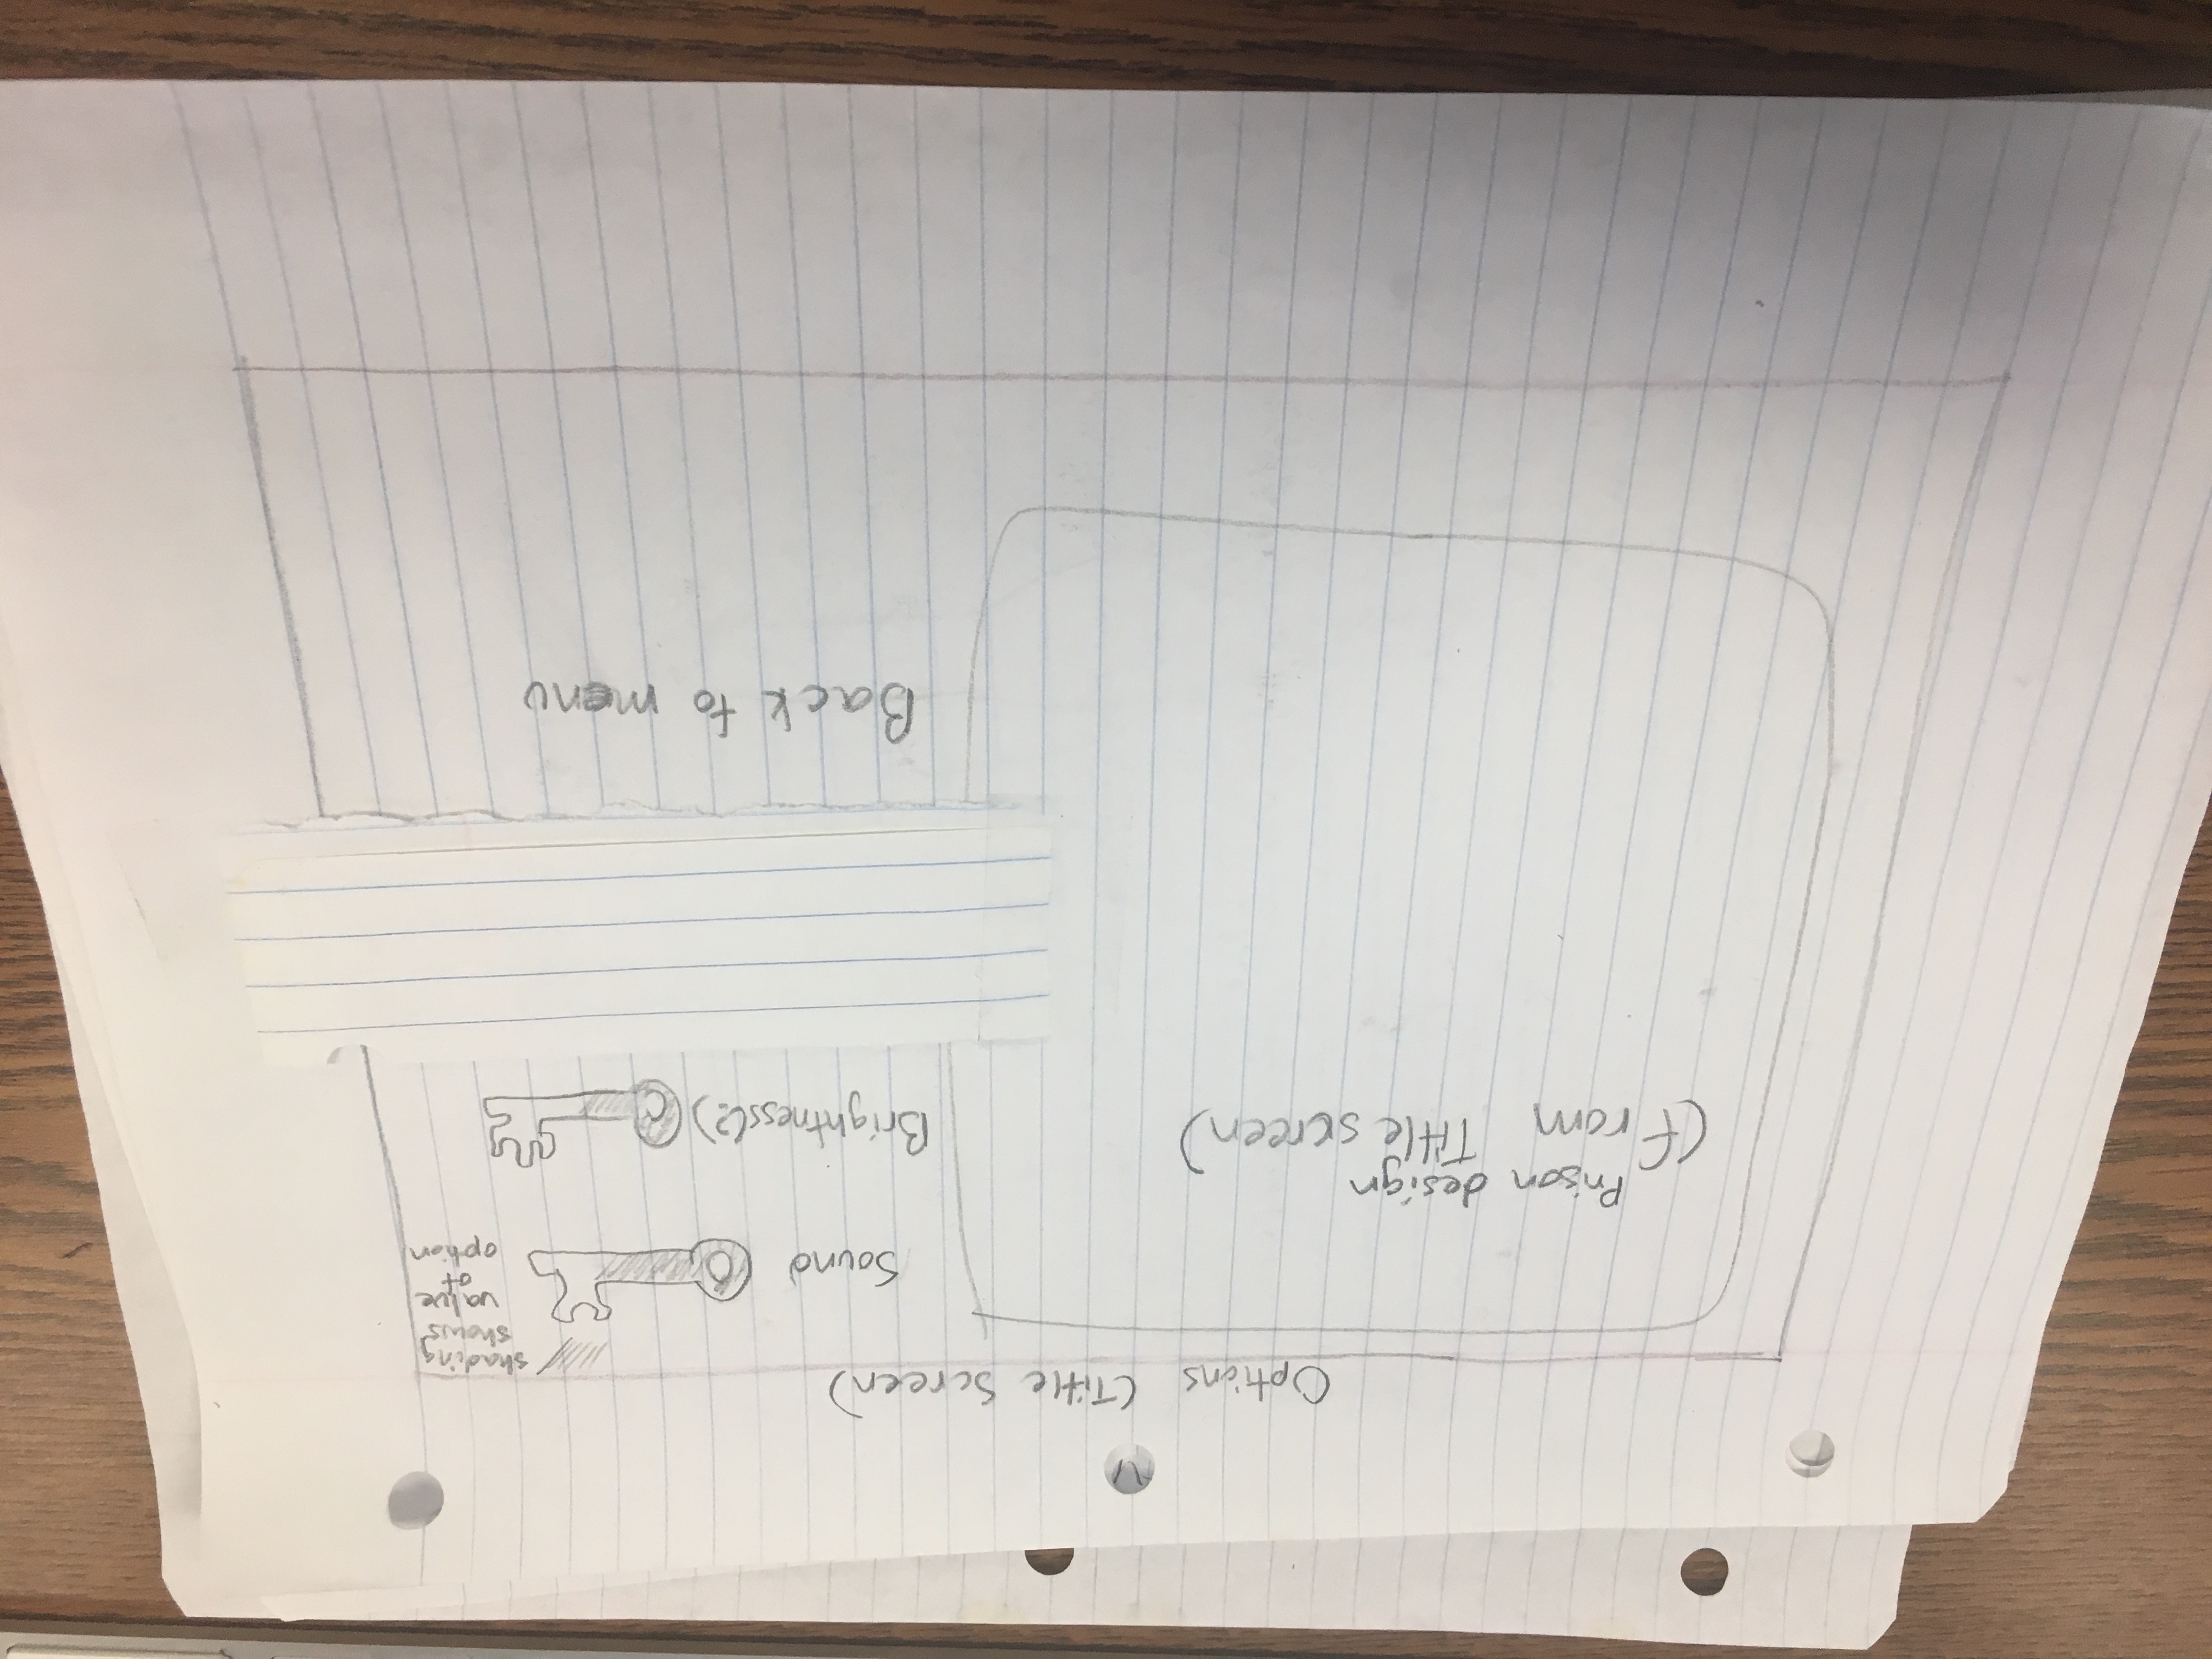 Options (Title Screen)
Prison design
(from Title screen)
Sound
shading
shows
value
of
option
Brightness(?)
Back to menu